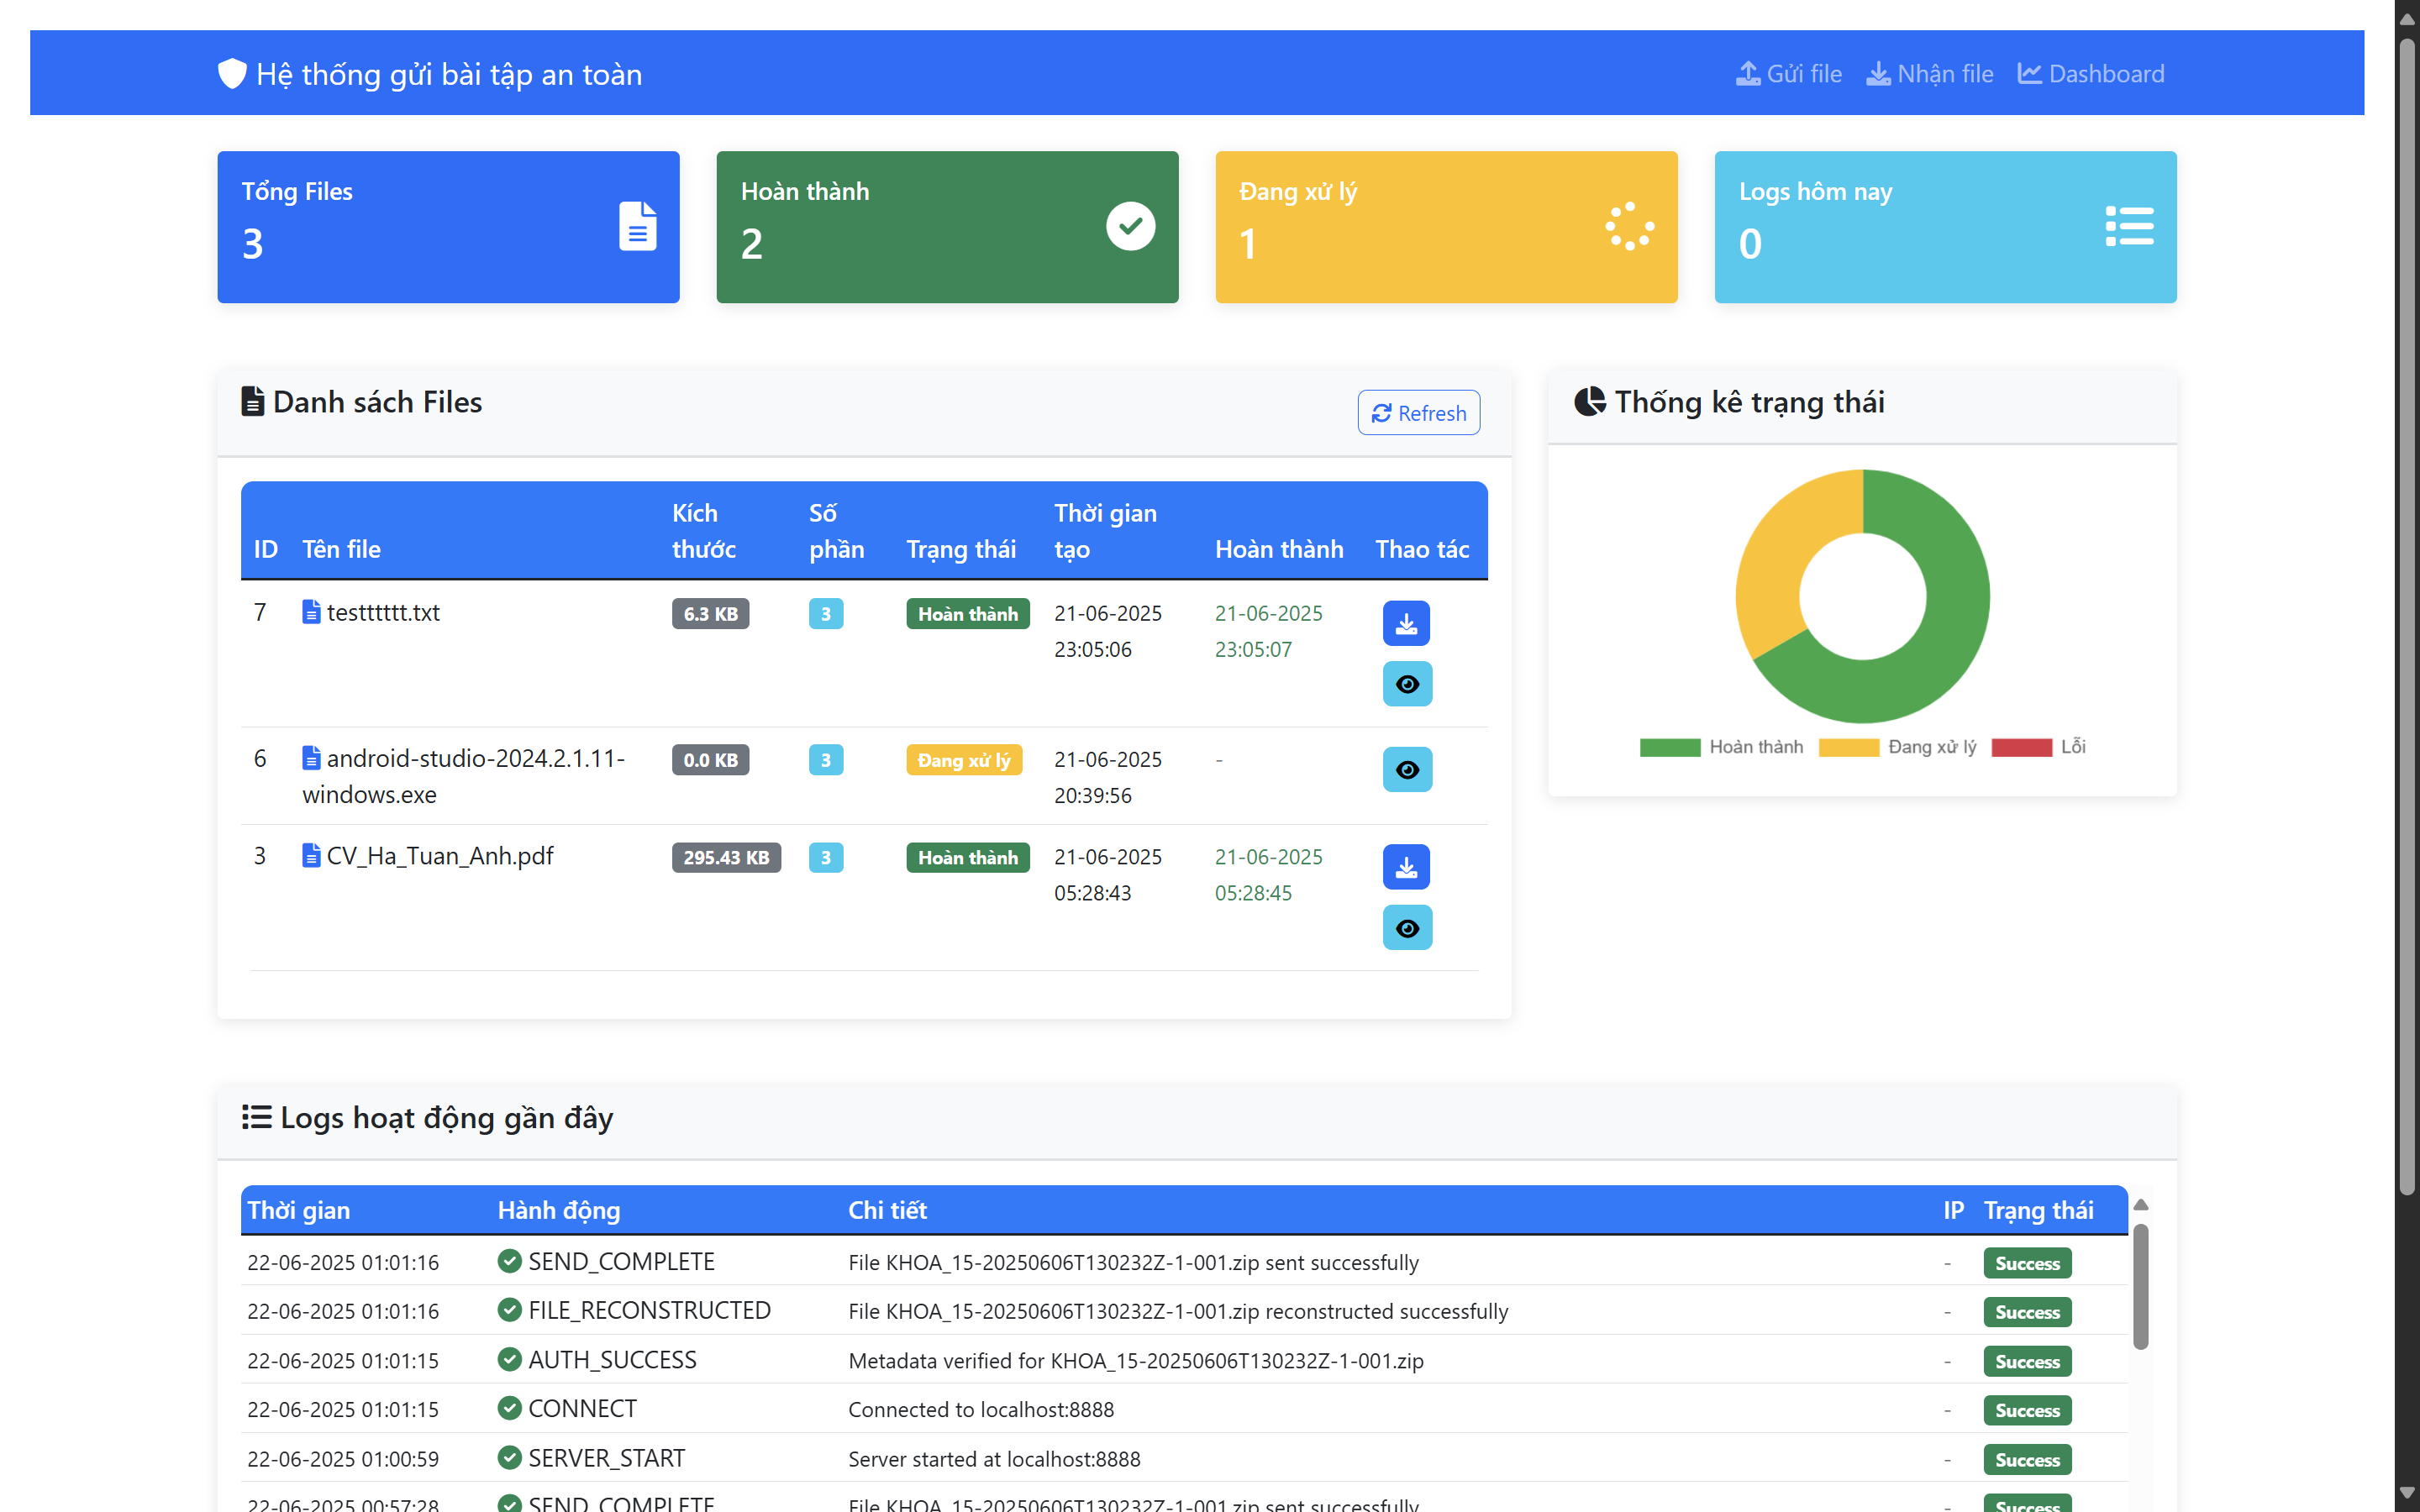 Hệ thống gửi bài tập an toàn
Gửi file Nhận file Dashboard
Tổng Files
3
Hoàn thành
2
Đang xử lý
1
Logs hôm nay
0
Danh sách Files
Refresh
ID Tên file Kích thước Số phần Trạng thái Thời gian tạo Hoàn thành Thao tác
7 testttttt.txt 6.3 KB 3 Hoàn thành 21-06-2025 21-06-2025
23:05:06 23:05:07
6 android-studio-2024.2.1.11- 0.0 KB 3 Đang xử lý 21-06-2025 -
windows.exe 20:39:56
3 CV_Ha_Tuan_Anh.pdf 295.43 KB 3 Hoàn thành 21-06-2025 21-06-2025
05:28:43 05:28:45
Thống kê trạng thái
Hoàn thành Đang xử lý Lỗi
Logs hoạt động gần đây
Thời gian Hành động Chi tiết IP Trạng thái
22-06-2025 01:01:16 SEND_COMPLETE File KHOA_15-20250606T130232Z-1-001.zip sent successfully - Success
22-06-2025 01:01:16 FILE_RECONSTRUCTED File KHOA_15-20250606T130232Z-1-001.zip reconstructed successfully - Success
22-06-2025 01:01:15 AUTH_SUCCESS Metadata verified for KHOA_15-20250606T130232Z-1-001.zip - Success
22-06-2025 01:01:15 CONNECT Connected to localhost:8888 - Success
22-06-2025 01:00:59 SERVER_START Server started at localhost:8888 - Success
22-06-2025 00:57:28 SEND_COMPLETE File KHOA_15-20250606T130232Z-1-001.zip sent successfully - Success